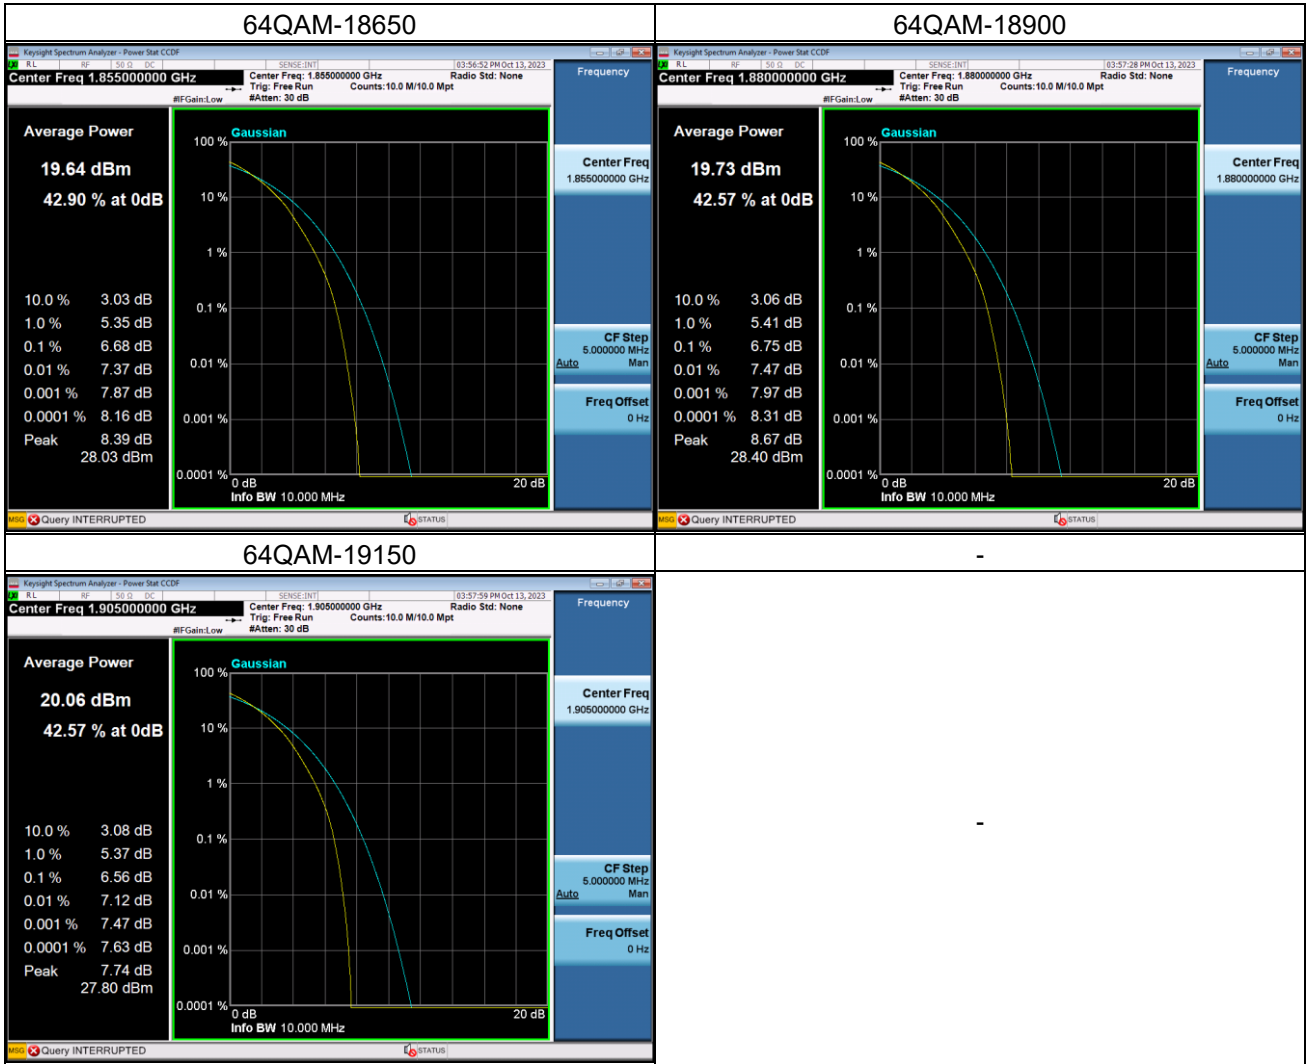 64QAM-18650
64QAM-18900
Keysight Spectrum Analyzer - Power Stat CCDF
RL RF 50 Ω DC SENSE:INT 03:56:52 PM Oct 13, 2023
Center Freq 1.855000000 GHz
Center Freq: 1.855000000 GHz Radio Std: None
Trig: Free Run Counts:10.0 M/10.0 Mpt
#IFGain:Low #Atten: 30 dB
Frequency
Average Power
19.64 dBm
42.90 % at 0dB
10.0 % 3.03 dB
1.0 % 5.35 dB
0.1 % 6.68 dB
0.01 % 7.37 dB
0.001 % 7.87 dB
0.0001 % 8.16 dB
Peak 8.39 dB
28.03 dBm
Gaussian
100 %
10 %
1 %
0.1 %
0.01 %
0.001 %
0.0001 %
0 dB 20 dB
Info BW 10.000 MHz
Center Freq
1.855000000 GHz
CF Step
5.000000 MHz
Auto Man
Freq Offset
0 Hz
MSG Query INTERRUPTED STATUS
Keysight Spectrum Analyzer - Power Stat CCDF
RL RF 50 Ω DC SENSE:INT 03:57:28 PM Oct 13, 2023
Center Freq 1.880000000 GHz
Center Freq: 1.880000000 GHz Radio Std: None
Trig: Free Run Counts:10.0 M/10.0 Mpt
#IFGain:Low #Atten: 30 dB
Frequency
Average Power
19.73 dBm
42.57 % at 0dB
10.0 % 3.06 dB
1.0 % 5.41 dB
0.1 % 6.75 dB
0.01 % 7.47 dB
0.001 % 7.97 dB
0.0001 % 8.31 dB
Peak 8.67 dB
28.40 dBm
Gaussian
100 %
10 %
1 %
0.1 %
0.01 %
0.001 %
0.0001 %
0 dB 20 dB
Info BW 10.000 MHz
Center Freq
1.880000000 GHz
CF Step
5.000000 MHz
Auto Man
Freq Offset
0 Hz
MSG Query INTERRUPTED STATUS
64QAM-19150
-
Keysight Spectrum Analyzer - Power Stat CCDF
RL RF 50 Ω DC SENSE:INT 03:57:59 PM Oct 13, 2023
Center Freq 1.905000000 GHz
Center Freq: 1.905000000 GHz Radio Std: None
Trig: Free Run Counts:10.0 M/10.0 Mpt
#IFGain:Low #Atten: 30 dB
Frequency
Average Power
20.06 dBm
42.57 % at 0dB
10.0 % 3.08 dB
1.0 % 5.37 dB
0.1 % 6.56 dB
0.01 % 7.12 dB
0.001 % 7.47 dB
0.0001 % 7.63 dB
Peak 7.74 dB
27.80 dBm
Gaussian
100 %
10 %
1 %
0.1 %
0.01 %
0.001 %
0.0001 %
0 dB 20 dB
Info BW 10.000 MHz
Center Freq
1.905000000 GHz
CF Step
5.000000 MHz
Auto Man
Freq Offset
0 Hz
MSG Query INTERRUPTED STATUS
-